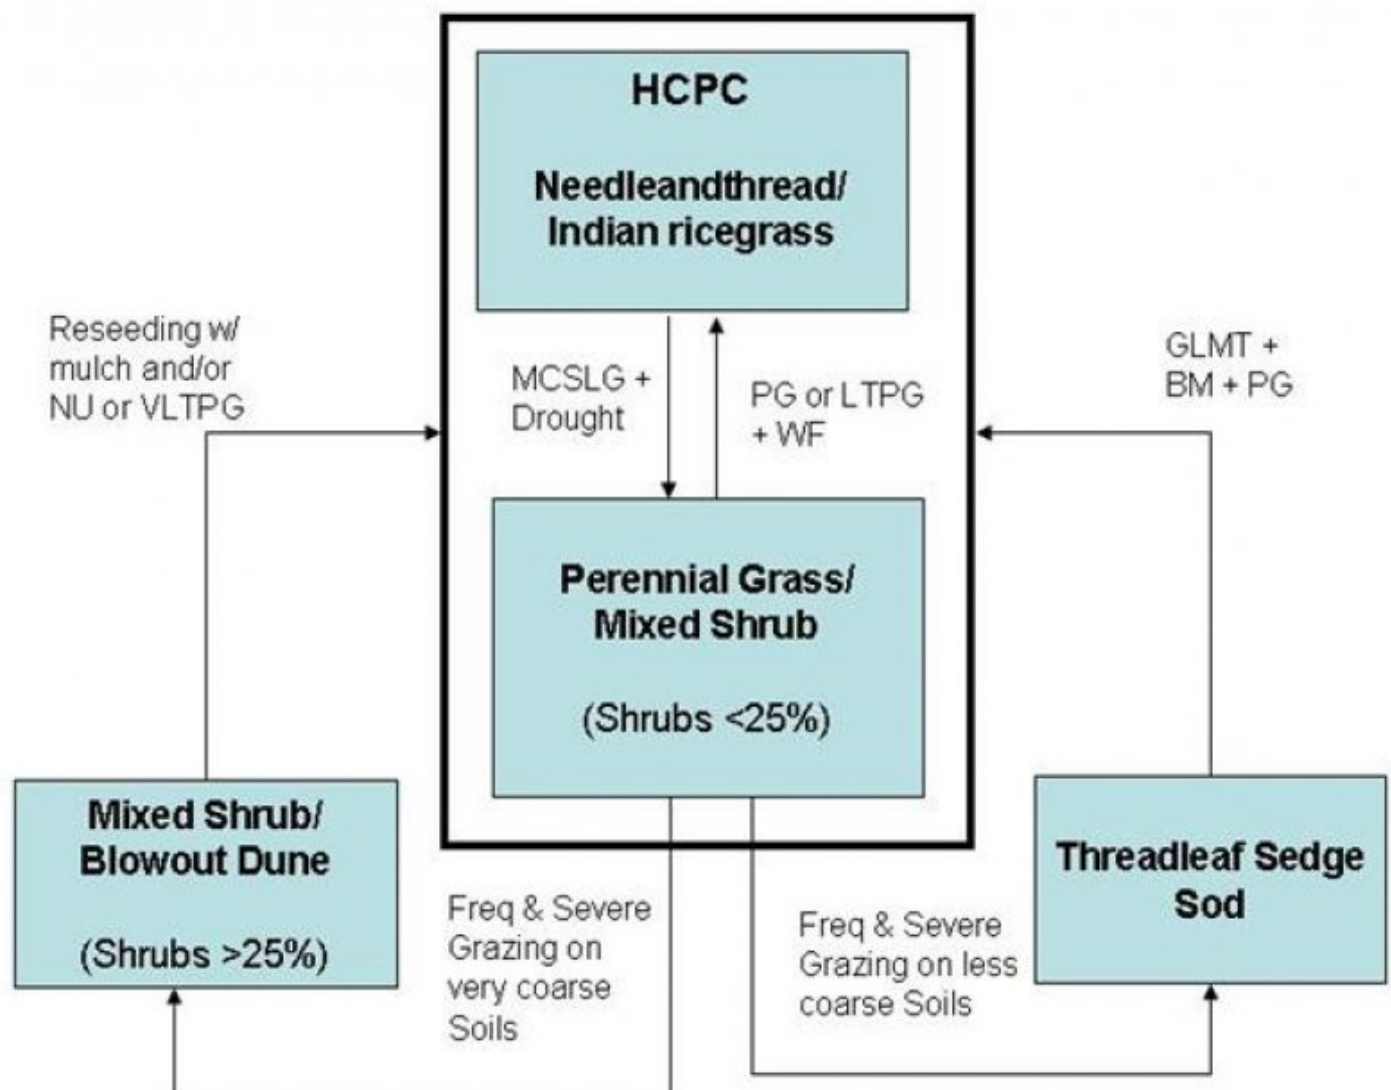 HCPC
Needleandthread/
Indian ricegrass
Reseeding w/
mulch and/or
NU or VLTPG
MCSLG +
Drought
PG or LTPG
+ WF
GLMT +
BM + PG
Perennial Grass/
Mixed Shrub
(Shrubs <25%)
Mixed Shrub/
Blowout Dune
(Shrubs >25%)
Freq & Severe
Grazing on
very coarse
Soils
Freq & Severe
Grazing on less
coarse Soils
Threadleaf Sedge
Sod